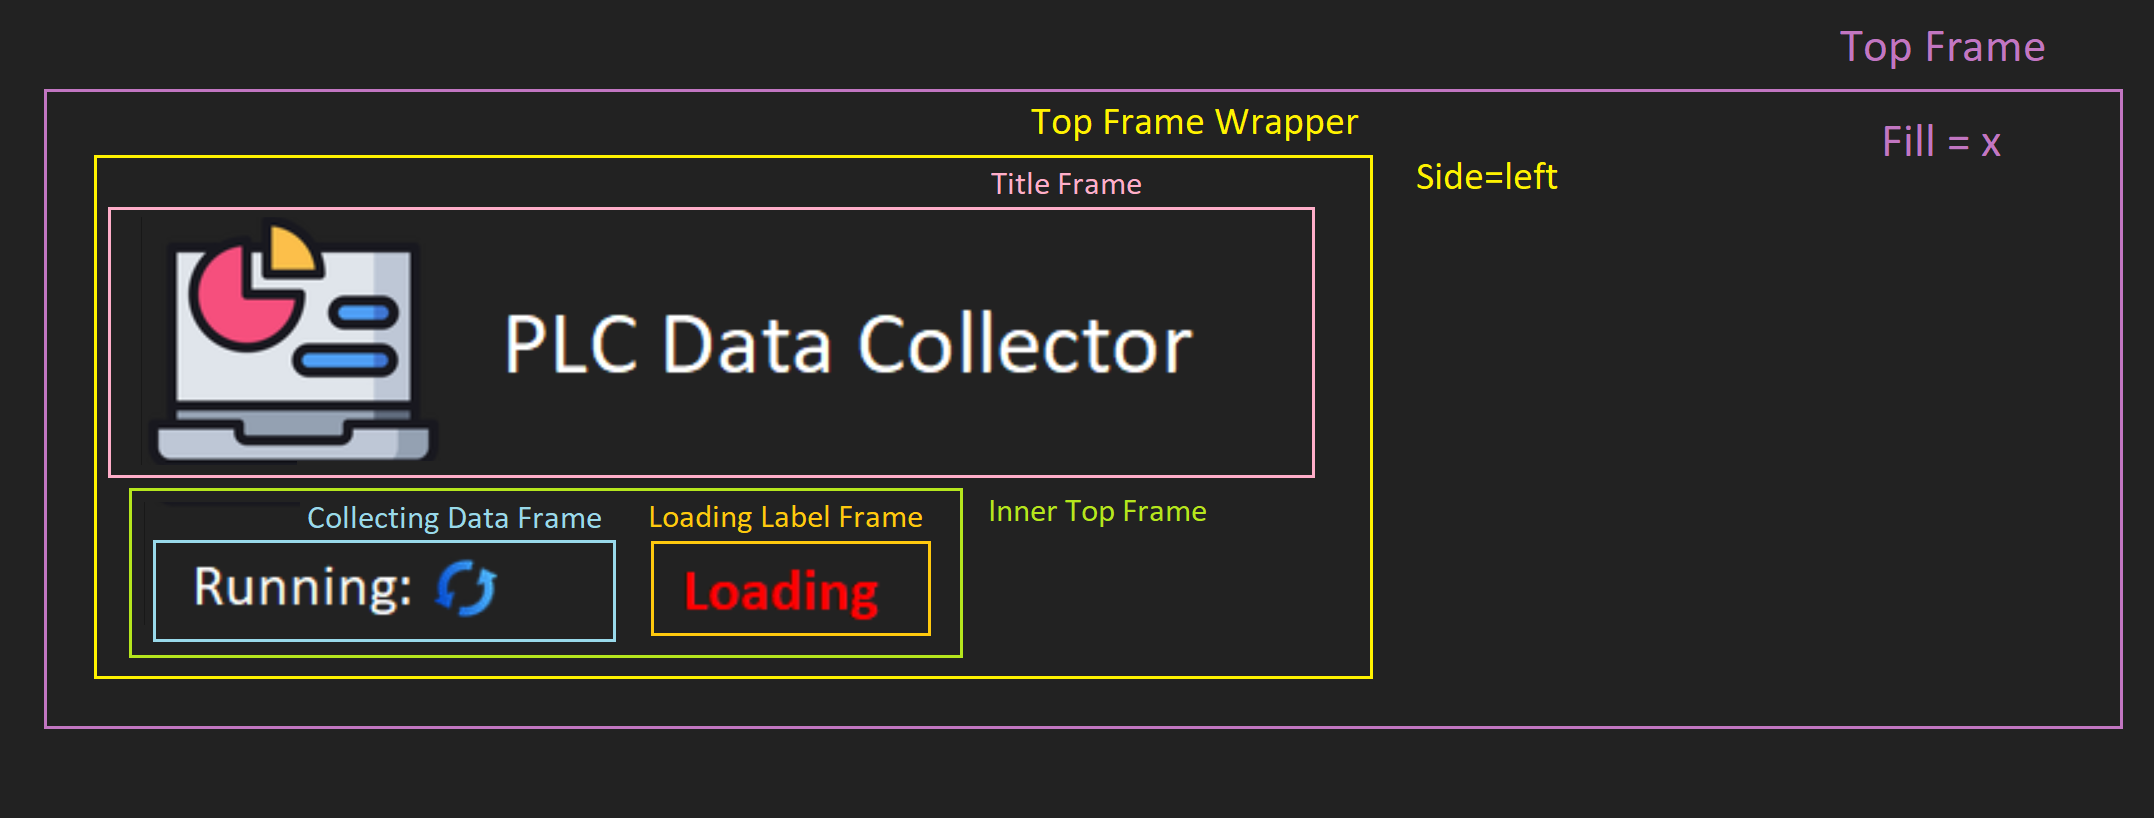 Top Frame
Top Frame Wrapper
Fill = x
Side=left
Title Frame
PLC Data Collector
Inner Top Frame
Collecting Data Frame
Loading Label Frame
Running:
Loading